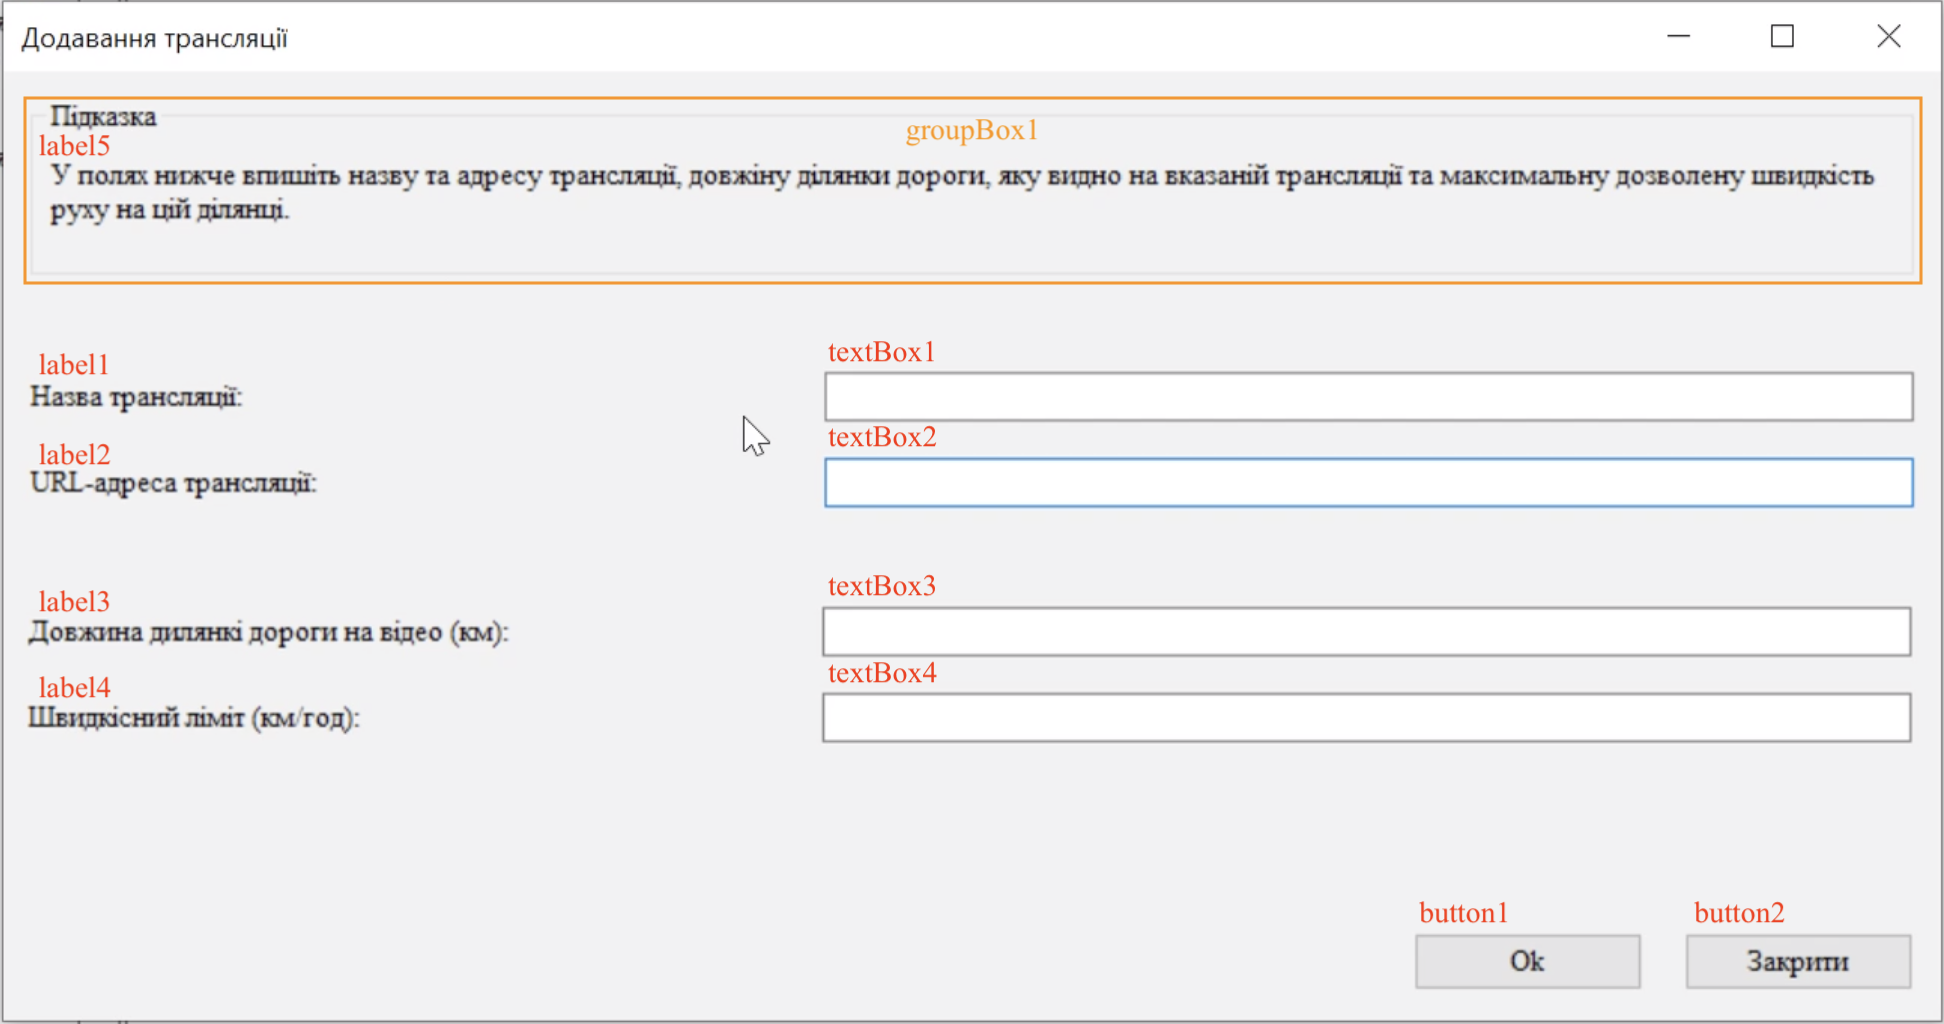 Додавання трансляції
Підказка
groupBox1
label5
У полях нижче впишіть назву та адресу трансляції, довжіну ділянки дороги, яку видно на вказаній трансляції та максимальну дозволену швидкість
руху на цій ділянці.
label1
textBox1
Назва трансляції:
label2
textBox2
URL-адреса трансляції:
label3
textBox3
Довжина дилянкі дороги на відео (км):
label4
textBox4
Швидкісний ліміт (км/год):
button1
button2
Ok
Закрити